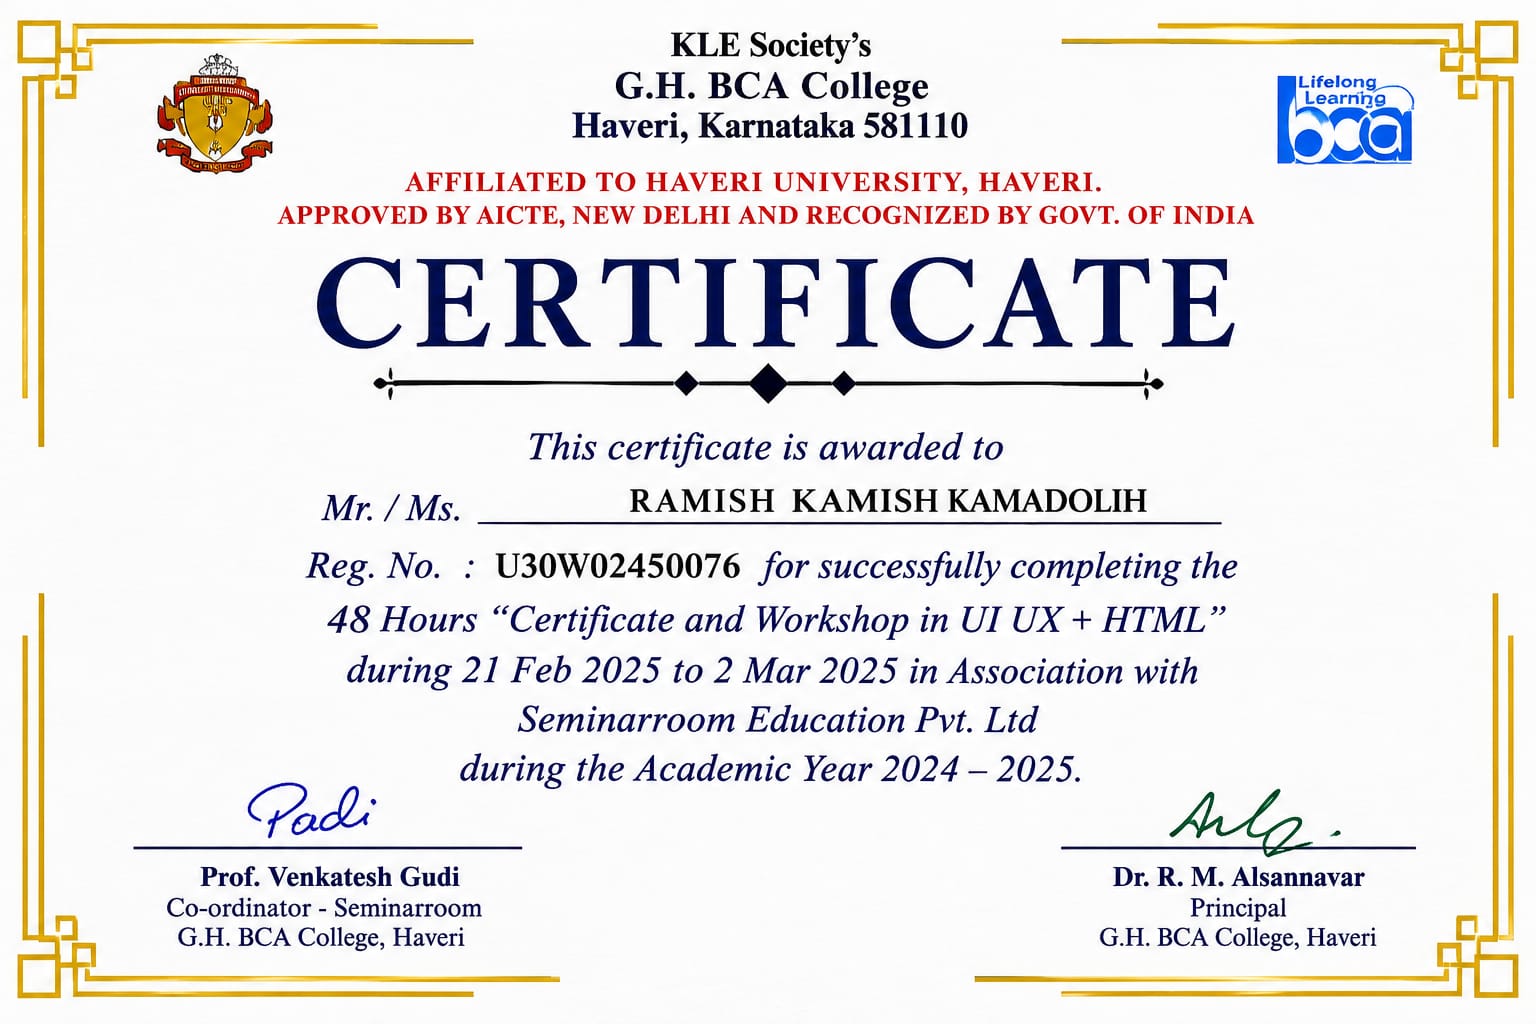 KLE Society's
G.H. BCA College
Haveri, Karnataka 581110
Lifelong
Learning
bca
AFFILIATED TO HAVERI UNIVERSITY, HAVERI.
APPROVED BY AICTE, NEW DELHI AND RECOGNIZED BY GOVT. OF INDIA
CERTIFICATE
This certificate is awarded to
Mr. / Ms. RAMISH KAMISH KAMADOLIH
Reg. No. : U30W02450076 for successfully completing the
48 Hours “Certificate and Workshop in UI UX + HTML”
during 21 Feb 2025 to 2 Mar 2025 in Association with
Seminarroom Education Pvt. Ltd
during the Academic Year 2024 – 2025.
Padi
Prof. Venkatesh Gudi
Co-ordinator - Seminarroom
G.H. BCA College, Haveri
Dr. R. M. Alsannavar
Principal
G.H. BCA College, Haveri